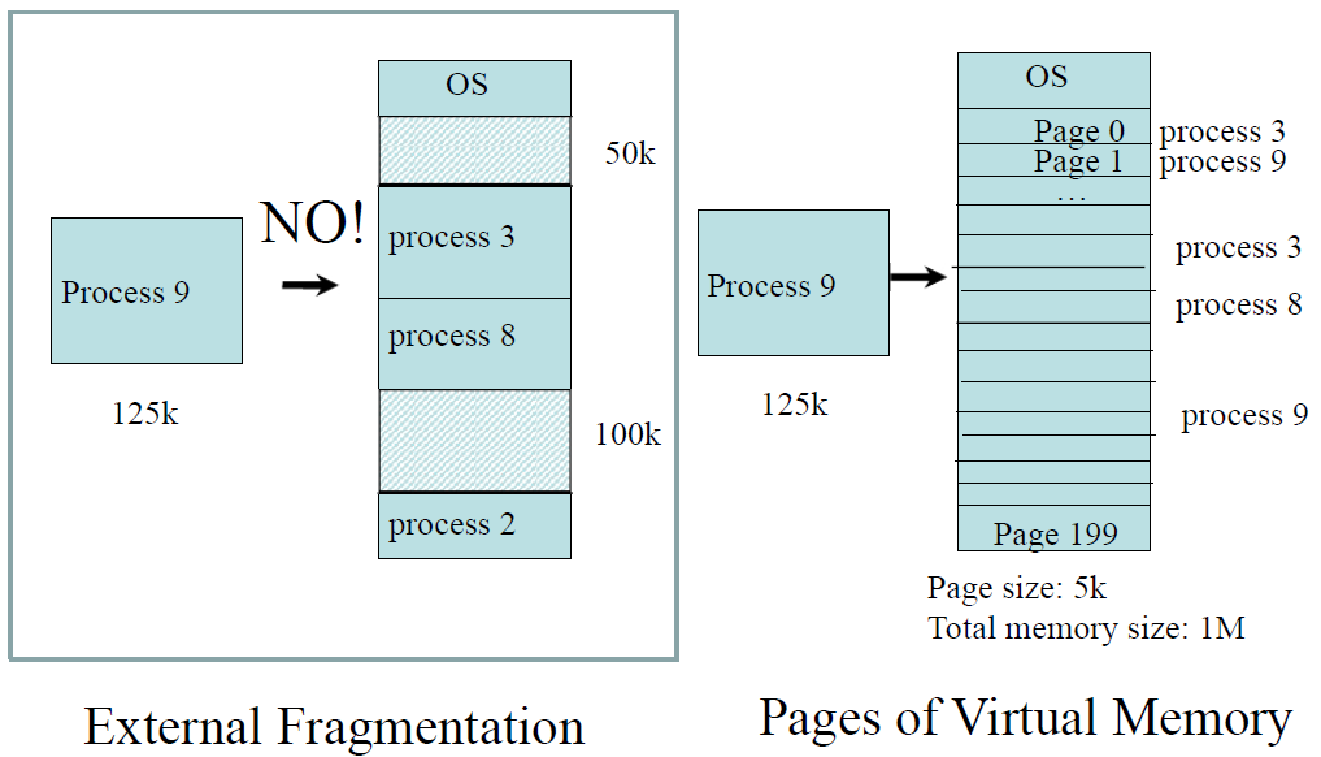 OS
50k
NO!
process 3
Process 9
process 8
125k
100k
process 2
External Fragmentation
OS
Page 0 process 3
Page 1 process 9
...
process 3
Process 9
process 8
125k
process 9
Page 199
Page size: 5k
Total memory size: 1M
Pages of Virtual Memory